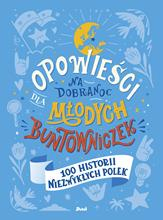 OPOWIEŚCI
NA
DOBRANOC
DLA
MŁODYCH
BUNTOWNICZEK
100 HISTORII
NIEZWYKŁYCH POLEK